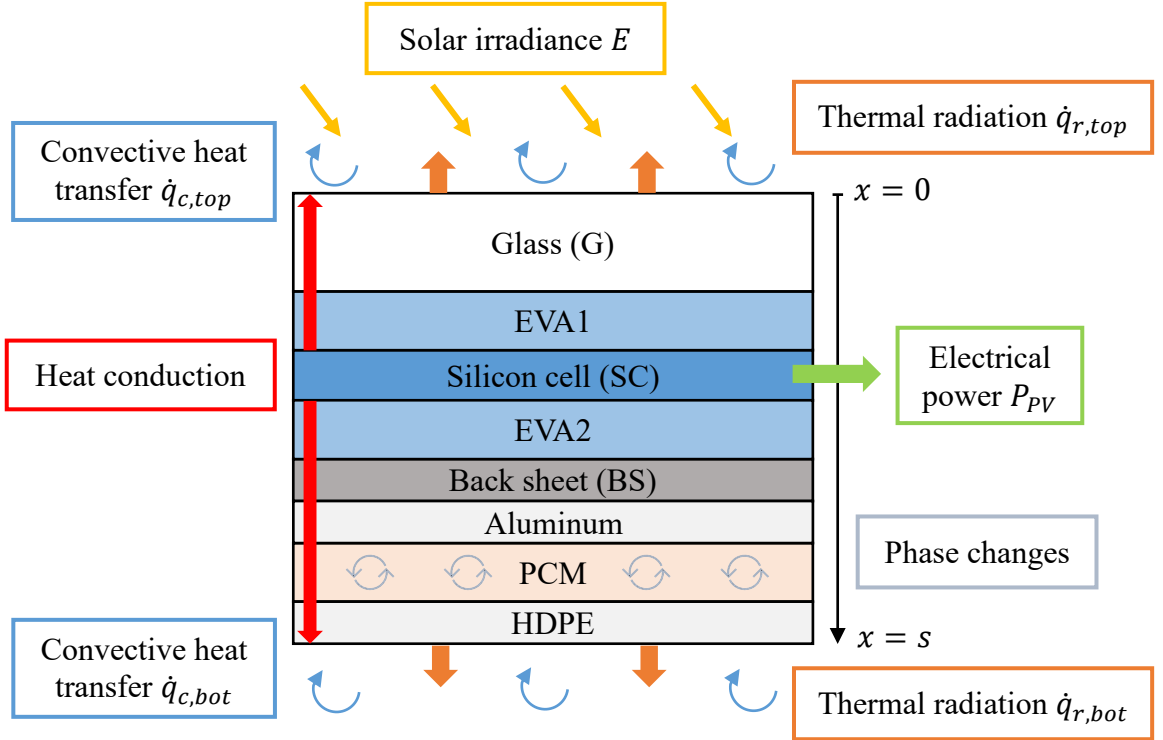 Solar irradiance E
Thermal radiation q̇r,top
Convective heat
transfer q̇c,top
x = 0
Glass (G)
EVA1
Heat conduction
Silicon cell (SC)
Electrical
power PPV
EVA2
Back sheet (BS)
Aluminum
Phase changes
PCM
HDPE
x = s
Convective heat
transfer q̇c,bot
Thermal radiation q̇r,bot